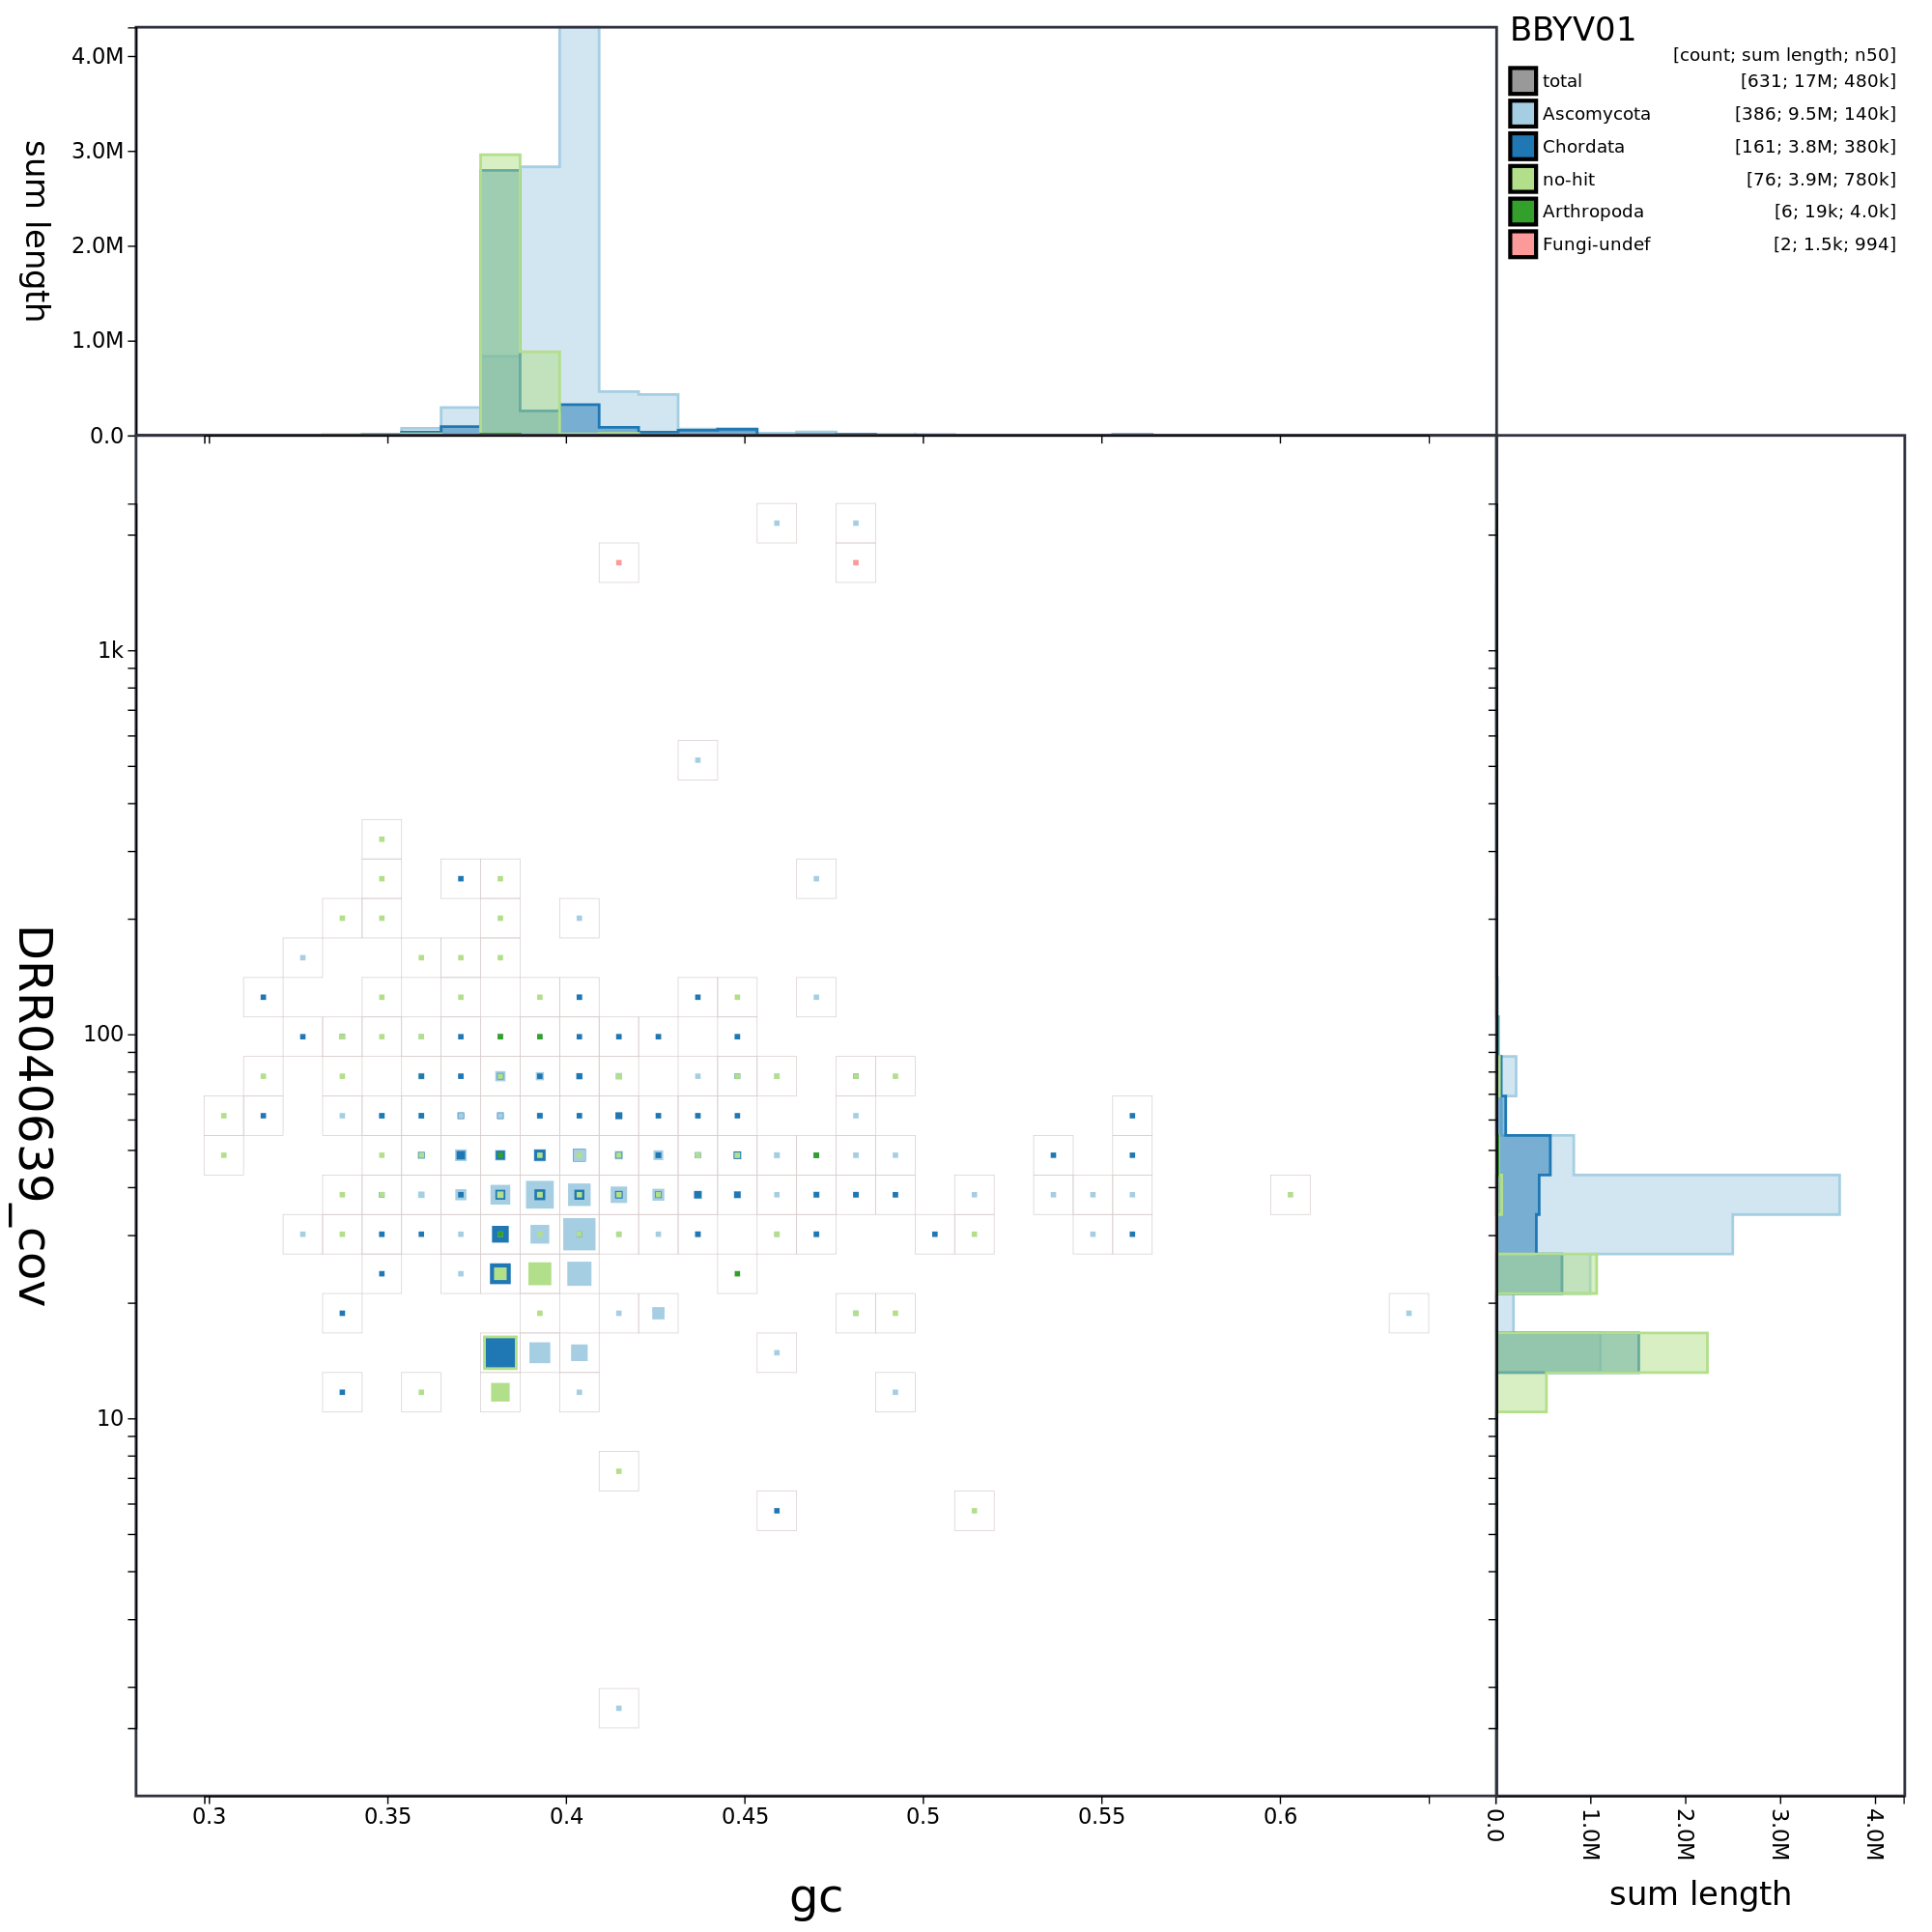 BBYV01
[count; sum length; n50]
total [631; 17M; 480k]
Ascomycota [386; 9.5M; 140k]
Chordata [161; 3.8M; 380k]
no-hit [76; 3.9M; 780k]
Arthropoda [6; 19k; 4.0k]
Fungi-undef [2; 1.5k; 994]
sum length
4.0M
3.0M
2.0M
1.0M
0.0
DRR040639_cov
1k
100
10
0.3 0.35 0.4 0.45 0.5 0.55 0.6
gc
0.0 1.0M 2.0M 3.0M 4.0M
sum length